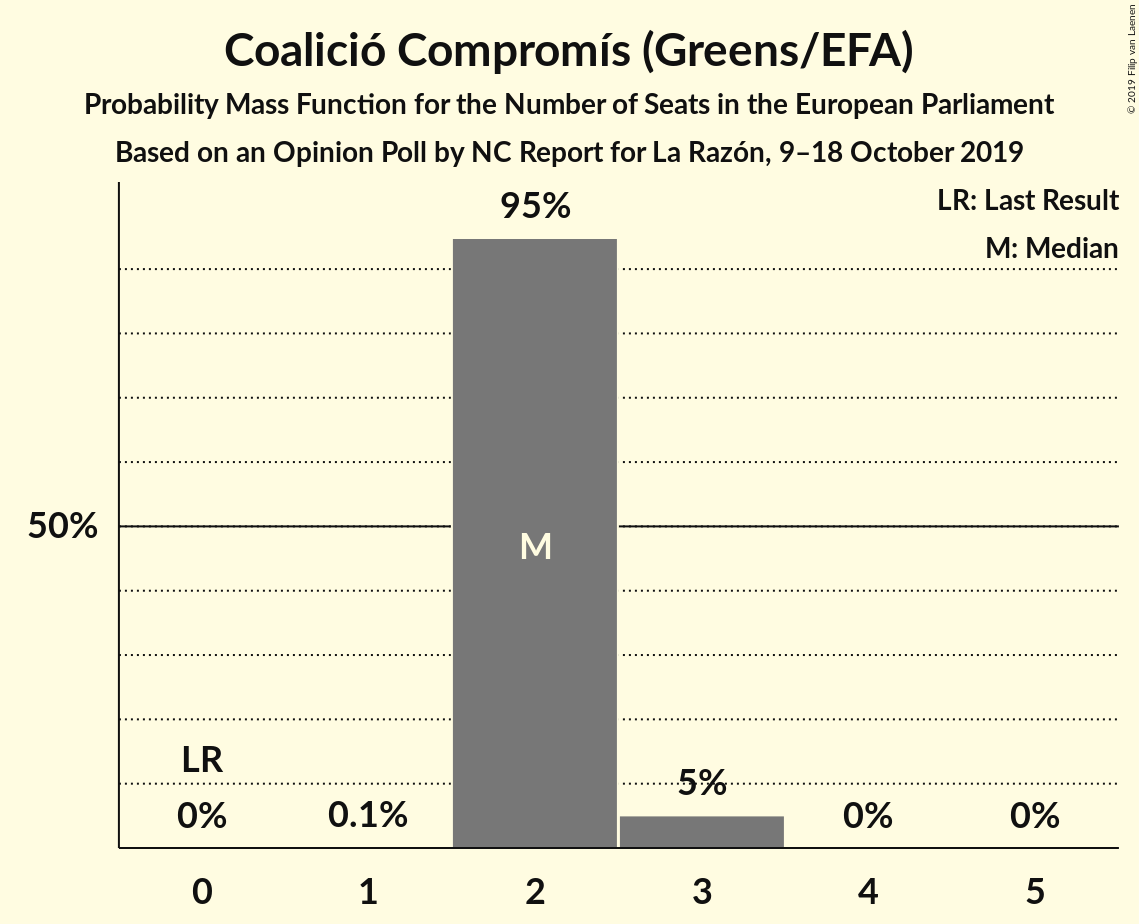 Coalició Compromís (Greens/EFA)
Probability Mass Function for the Number of Seats in the European Parliament
Based on an Opinion Poll by NC Report for La Razón, 9–18 October 2019
© 2019 Filip van Laenen
LR: Last Result
M: Median
95%
50%
M
LR
0%
0.1%
5%
0%
0%
0
1
2
3
4
5